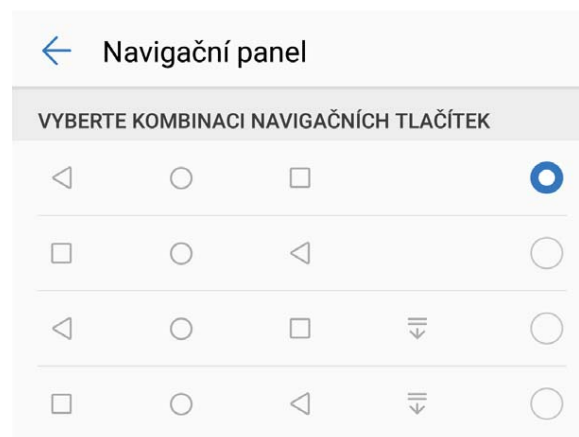 Navigační panel
VYBERTE KOMBINACI NAVIGAČNÍCH TLAČÍTEK